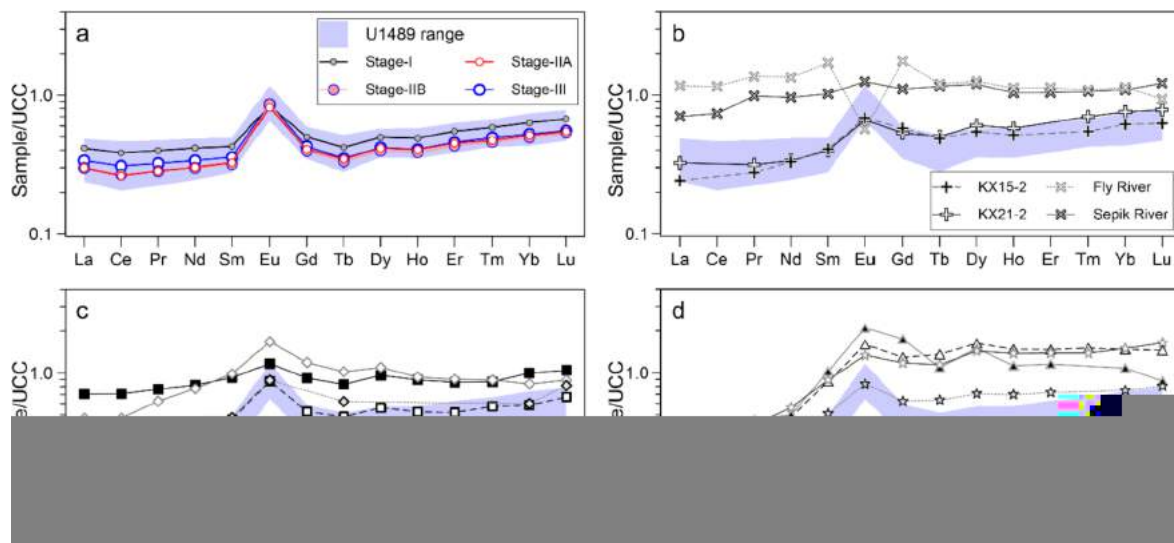 a
U1489 range
Stage-I
Stage-IIA
Stage-IIB
Stage-III
Sample/UCC
1.0
0.1
La Ce Pr Nd Sm Eu Gd Tb Dy Ho Er Tm Yb Lu
b
KX15-2
Fly River
KX21-2
Sepik River
Sample/UCC
1.0
0.1
La Ce Pr Nd Sm Eu Gd Tb Dy Ho Er Tm Yb Lu
c
1.0
/UCC
d
1.0
/UCC